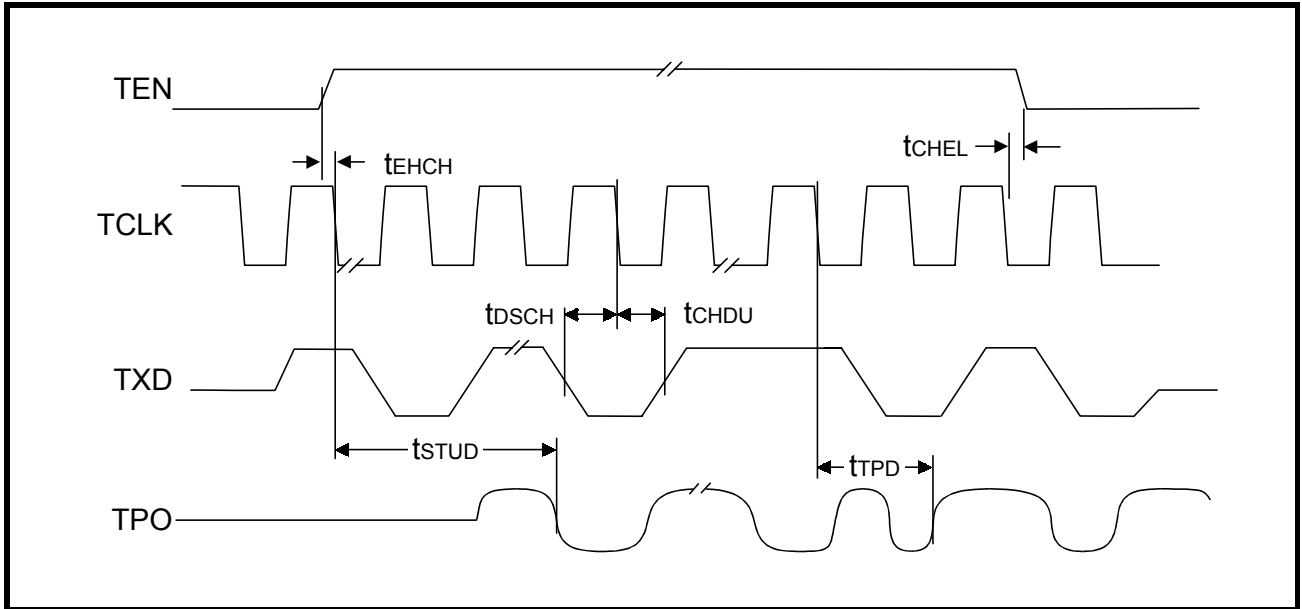 TEN
tCHEL
tEHCH
TCLK
tDSCH
tCHDU
TXD
tSTUD
tTPD
TPO